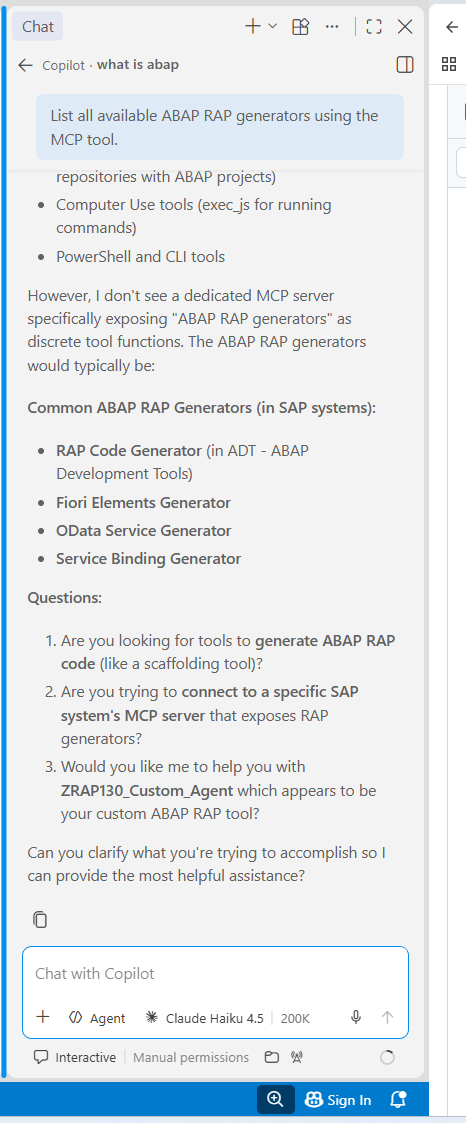 Chat
Copilot · what is abap
List all available ABAP RAP generators using the
MCP tool.
repositories with ABAP projects)
• Computer Use tools (exec_js for running
commands)
• PowerShell and CLI tools
However, I don't see a dedicated MCP server
specifically exposing "ABAP RAP generators" as
discrete tool functions. The ABAP RAP generators
would typically be:
Common ABAP RAP Generators (in SAP systems):
• RAP Code Generator (in ADT - ABAP
Development Tools)
• Fiori Elements Generator
• OData Service Generator
• Service Binding Generator
Questions:
1. Are you looking for tools to generate ABAP RAP
code (like a scaffolding tool)?
2. Are you trying to connect to a specific SAP
system's MCP server that exposes RAP
generators?
3. Would you like me to help you with
ZRAP130_Custom_Agent which appears to be
your custom ABAP RAP tool?
Can you clarify what you're trying to accomplish so I
can provide the most helpful assistance?
Chat with Copilot
Agent Claude Haiku 4.5 200K
Interactive Manual permissions
Sign In